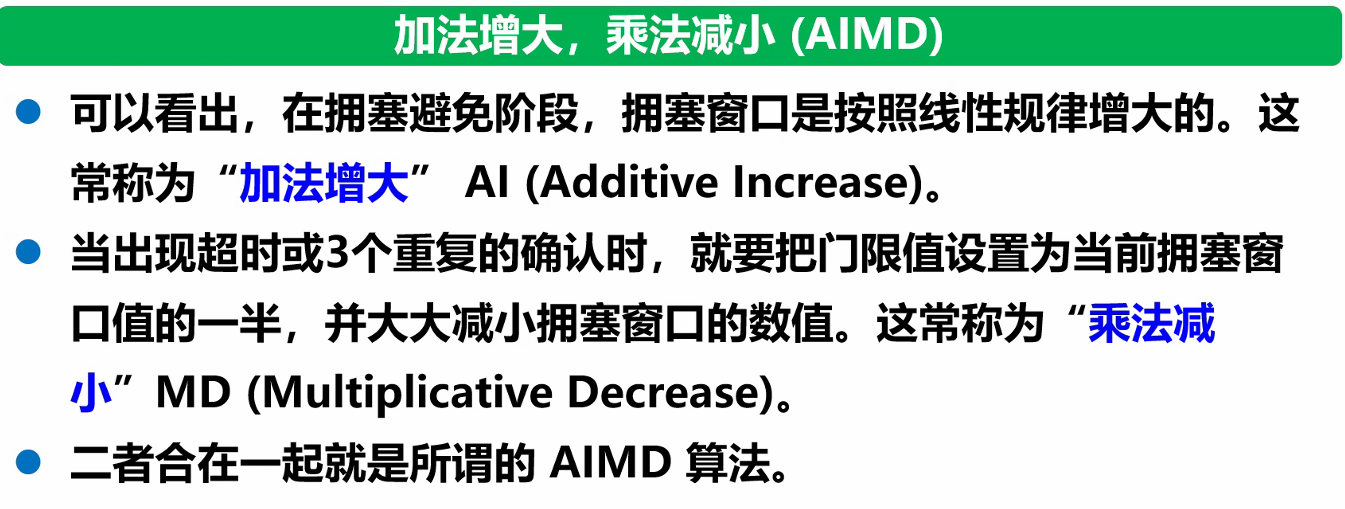 加法增大，乘法减小 (AIMD)
● 可以看出，在拥塞避免阶段，拥塞窗口是按照线性规律增大的。这
常称为“加法增大” AI (Additive Increase)。
● 当出现超时或3个重复的确认时，就要把门限值设置为当前拥塞窗
口值的一半，并大大减小拥塞窗口的数值。这常称为“乘法减
小”MD (Multiplicative Decrease)。
● 二者合在一起就是所谓的 AIMD 算法。